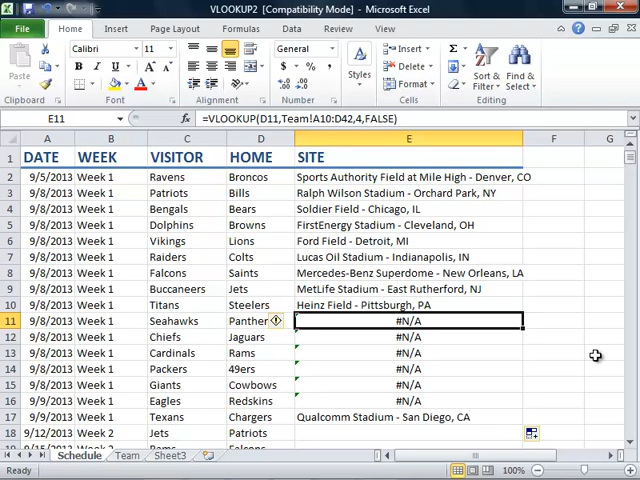 VLOOKUP2 [Compatibility Mode] - Microsoft Excel
File Home Insert Page Layout Formulas Data Review View
Paste Calibri 11 General Styles Insert Delete Format Sort & Filter Find & Select
Clipboard Font Alignment Number Cells Editing
E11 fx =VLOOKUP(D11,Team!A10:D42,4,FALSE)
A B C D E F G
1 DATE WEEK VISITOR HOME SITE
2 9/5/2013 Week 1 Ravens Broncos Sports Authority Field at Mile High - Denver, CO
3 9/8/2013 Week 1 Patriots Bills Ralph Wilson Stadium - Orchard Park, NY
4 9/8/2013 Week 1 Bengals Bears Soldier Field - Chicago, IL
5 9/8/2013 Week 1 Dolphins Browns FirstEnergy Stadium - Cleveland, OH
6 9/8/2013 Week 1 Vikings Lions Ford Field - Detroit, MI
7 9/8/2013 Week 1 Raiders Colts Lucas Oil Stadium - Indianapolis, IN
8 9/8/2013 Week 1 Falcons Saints Mercedes-Benz Superdome - New Orleans, LA
9 9/8/2013 Week 1 Buccaneers Jets MetLife Stadium - East Rutherford, NJ
10 9/8/2013 Week 1 Titans Steelers Heinz Field - Pittsburgh, PA
11 9/8/2013 Week 1 Seahawks Panther #N/A
12 9/8/2013 Week 1 Chiefs Jaguars #N/A
13 9/8/2013 Week 1 Cardinals Rams #N/A
14 9/8/2013 Week 1 Packers 49ers #N/A
15 9/8/2013 Week 1 Giants Cowboys #N/A
16 9/9/2013 Week 1 Eagles Redskins #N/A
17 9/9/2013 Week 1 Texans Chargers Qualcomm Stadium - San Diego, CA
18 9/12/2013 Week 2 Jets Patriots
Schedule Team Sheet3
Ready 100%